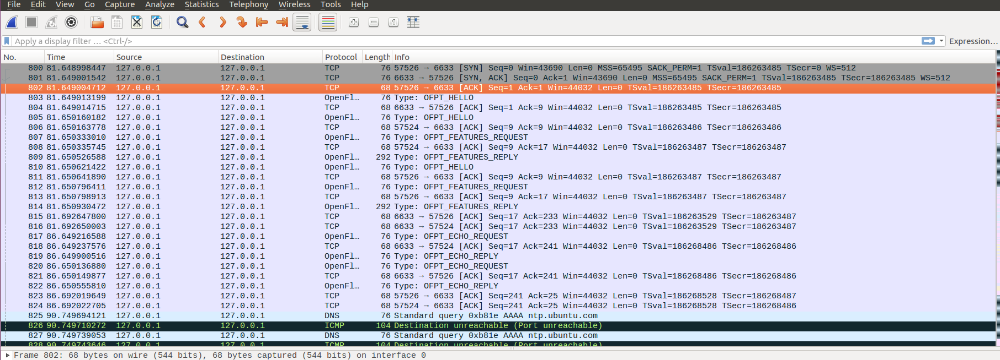 File Edit View Go Capture Analyze Statistics Telephony Wireless Tools Help
Apply a display filter … <Ctrl-/> Expression…
No. Time Source Destination Protocol Length Info
800 81.648998447 127.0.0.1 127.0.0.1 TCP 76 57526 → 6633 [SYN] Seq=0 Win=43690 Len=0 MSS=65495 SACK_PERM=1 TSval=186263485 TSecr=0 WS=512
801 81.649001542 127.0.0.1 127.0.0.1 TCP 76 6633 → 57526 [SYN, ACK] Seq=0 Ack=1 Win=43690 Len=0 MSS=65495 SACK_PERM=1 TSval=186263485 TSecr=186263485 WS=512
802 81.649004712 127.0.0.1 127.0.0.1 TCP 68 57526 → 6633 [ACK] Seq=1 Ack=1 Win=44032 Len=0 TSval=186263485 TSecr=186263485
803 81.649013199 127.0.0.1 127.0.0.1 OpenFl… 76 Type: OFPT_HELLO
804 81.649014715 127.0.0.1 127.0.0.1 TCP 68 6633 → 57526 [ACK] Seq=1 Ack=9 Win=44032 Len=0 TSval=186263485 TSecr=186263485
805 81.650160182 127.0.0.1 127.0.0.1 OpenFl… 76 Type: OFPT_HELLO
806 81.650163778 127.0.0.1 127.0.0.1 TCP 68 57524 → 6633 [ACK] Seq=9 Ack=9 Win=44032 Len=0 TSval=186263486 TSecr=186263486
807 81.650333010 127.0.0.1 127.0.0.1 OpenFl… 76 Type: OFPT_FEATURES_REQUEST
808 81.650335745 127.0.0.1 127.0.0.1 TCP 68 57524 → 6633 [ACK] Seq=9 Ack=17 Win=44032 Len=0 TSval=186263487 TSecr=186263487
809 81.650526588 127.0.0.1 127.0.0.1 OpenFl… 292 Type: OFPT_FEATURES_REPLY
810 81.650621422 127.0.0.1 127.0.0.1 OpenFl… 76 Type: OFPT_HELLO
811 81.650641890 127.0.0.1 127.0.0.1 TCP 68 57526 → 6633 [ACK] Seq=9 Ack=9 Win=44032 Len=0 TSval=186263487 TSecr=186263487
812 81.650796411 127.0.0.1 127.0.0.1 OpenFl… 76 Type: OFPT_FEATURES_REQUEST
813 81.650798913 127.0.0.1 127.0.0.1 TCP 68 57526 → 6633 [ACK] Seq=9 Ack=17 Win=44032 Len=0 TSval=186263487 TSecr=186263487
814 81.650930472 127.0.0.1 127.0.0.1 OpenFl… 292 Type: OFPT_FEATURES_REPLY
815 81.692647800 127.0.0.1 127.0.0.1 TCP 68 6633 → 57526 [ACK] Seq=17 Ack=233 Win=44032 Len=0 TSval=186263529 TSecr=186263487
816 81.692650003 127.0.0.1 127.0.0.1 TCP 68 6633 → 57524 [ACK] Seq=17 Ack=233 Win=44032 Len=0 TSval=186263529 TSecr=186263487
817 86.649216588 127.0.0.1 127.0.0.1 OpenFl… 76 Type: OFPT_ECHO_REQUEST
818 86.649237576 127.0.0.1 127.0.0.1 TCP 68 6633 → 57524 [ACK] Seq=17 Ack=241 Win=44032 Len=0 TSval=186268486 TSecr=186268486
819 86.649900516 127.0.0.1 127.0.0.1 OpenFl… 76 Type: OFPT_ECHO_REPLY
820 86.650136880 127.0.0.1 127.0.0.1 OpenFl… 76 Type: OFPT_ECHO_REQUEST
821 86.650149877 127.0.0.1 127.0.0.1 TCP 68 6633 → 57526 [ACK] Seq=17 Ack=241 Win=44032 Len=0 TSval=186268486 TSecr=186268486
822 86.650555810 127.0.0.1 127.0.0.1 OpenFl… 76 Type: OFPT_ECHO_REPLY
823 86.692019649 127.0.0.1 127.0.0.1 TCP 68 57526 → 6633 [ACK] Seq=241 Ack=25 Win=44032 Len=0 TSval=186268528 TSecr=186268487
824 86.692022705 127.0.0.1 127.0.0.1 TCP 68 57524 → 6633 [ACK] Seq=241 Ack=25 Win=44032 Len=0 TSval=186268528 TSecr=186268486
825 90.749694121 127.0.0.1 127.0.0.1 DNS 76 Standard query 0xb81e AAAA ntp.ubuntu.com
826 90.749710272 127.0.0.1 127.0.0.1 ICMP 104 Destination unreachable (Port unreachable)
827 90.749739053 127.0.0.1 127.0.0.1 DNS 76 Standard query 0xb81e AAAA ntp.ubuntu.com
828 90.749743646 127.0.0.1 127.0.0.1 ICMP 104 Destination unreachable (Port unreachable)
Frame 802: 68 bytes on wire (544 bits), 68 bytes captured (544 bits) on interface 0